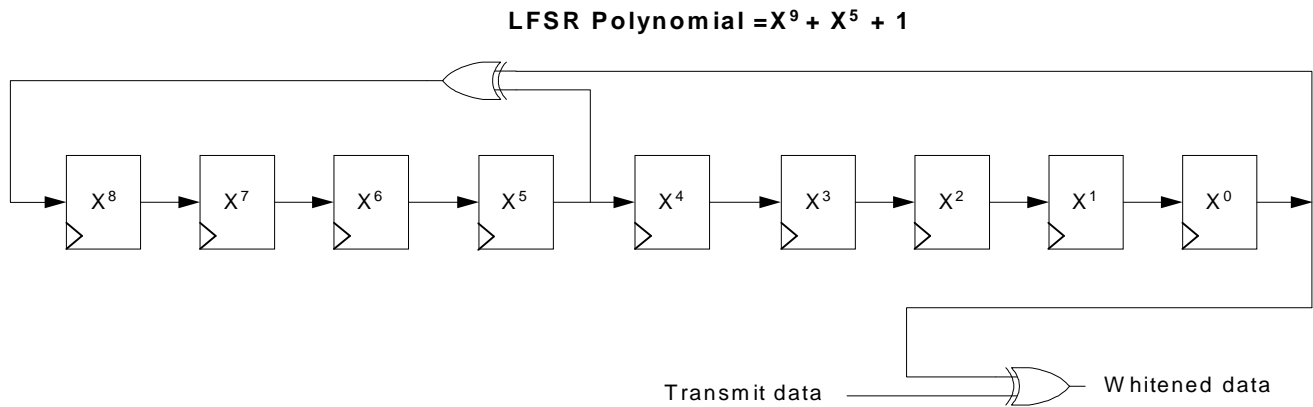 LFSR Polynomial =X⁹ + X⁵ + 1
X⁸ X⁷ X⁶ X⁵ X⁴ X³ X² X¹ X⁰
Transmit data
Whitened data